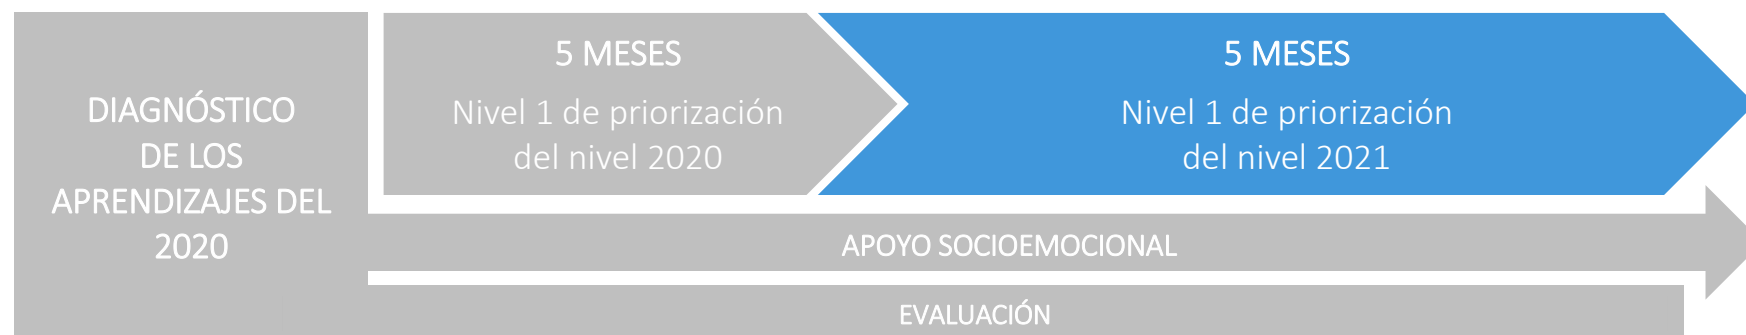 DIAGNÓSTICO
DE LOS
APRENDIZAJES DEL
2020
5 MESES
Nivel 1 de priorización
del nivel 2020
5 MESES
Nivel 1 de priorización
del nivel 2021
APOYO SOCIOEMOCIONAL
EVALUACIÓN